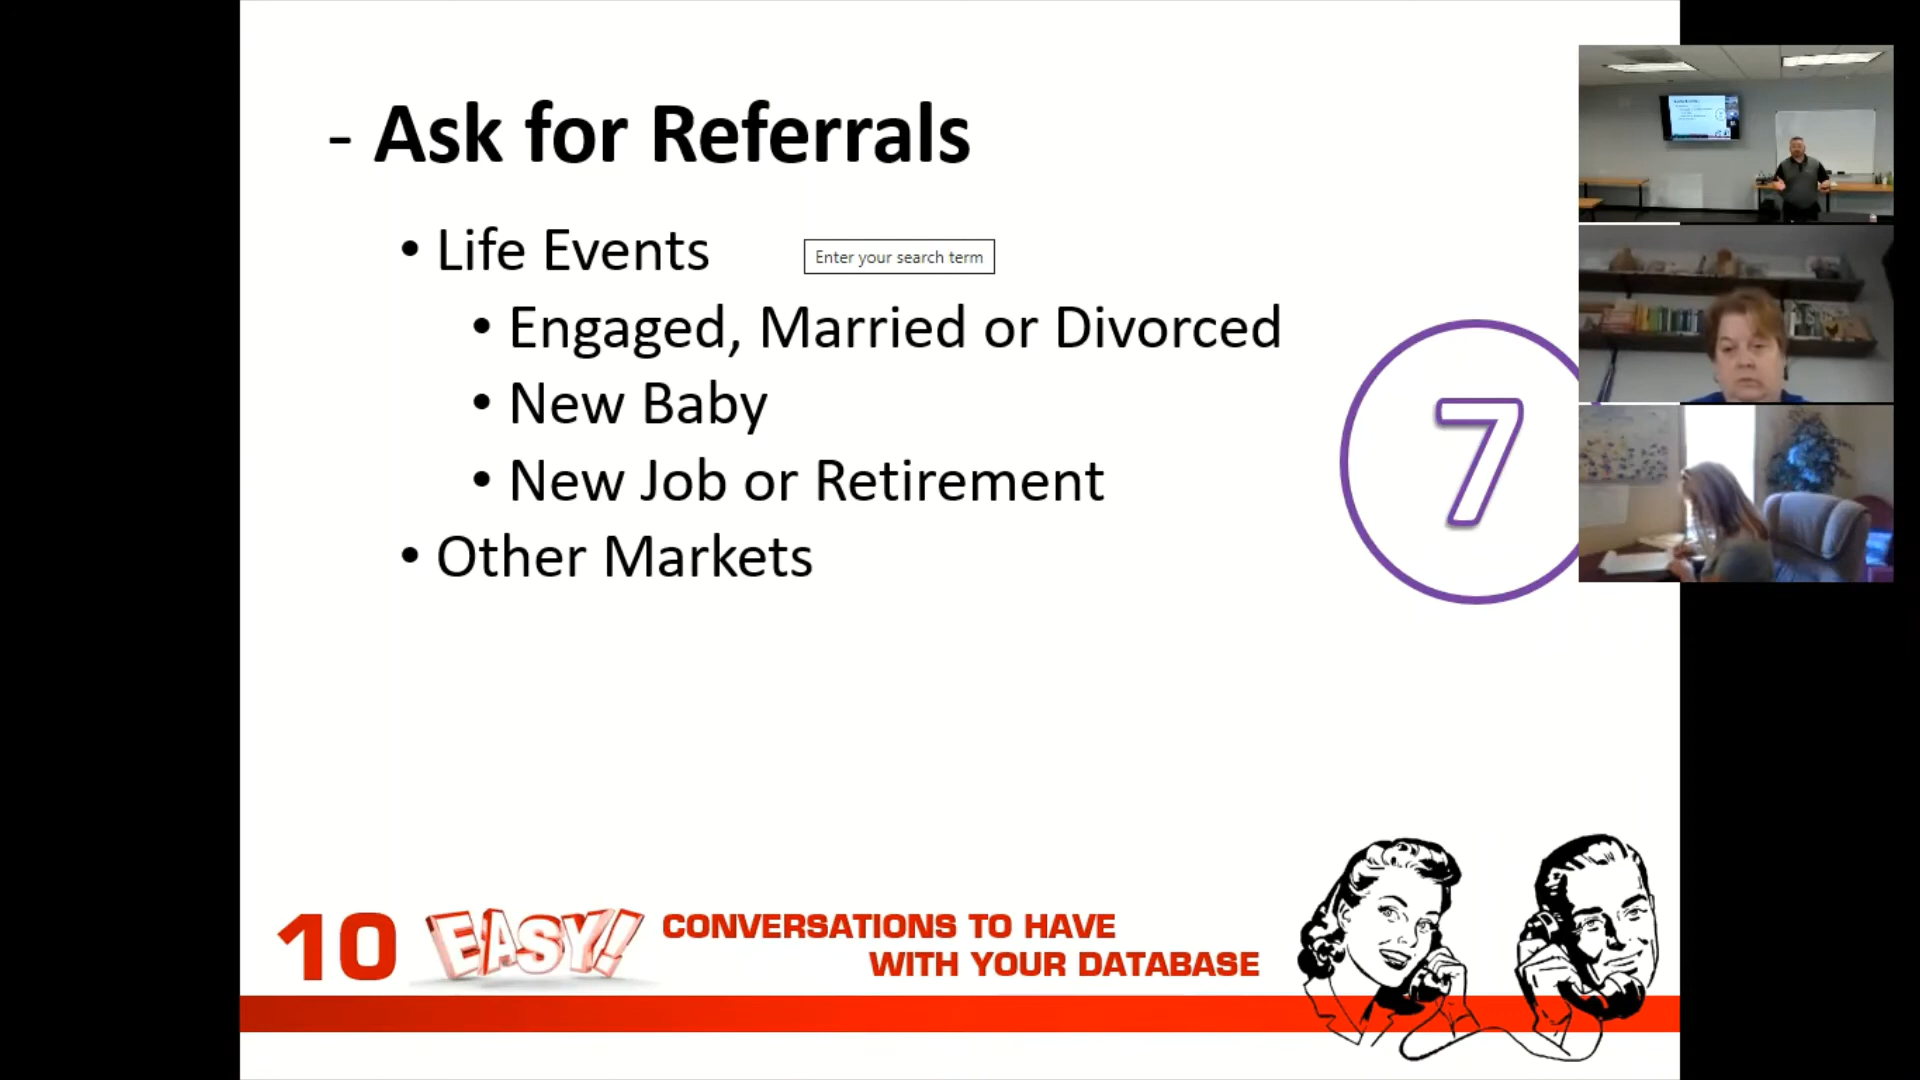 - Ask for Referrals
• Life Events
Enter your search term
• Engaged, Married or Divorced
• New Baby
• New Job or Retirement
• Other Markets
7
10 EASY! CONVERSATIONS TO HAVE
WITH YOUR DATABASE